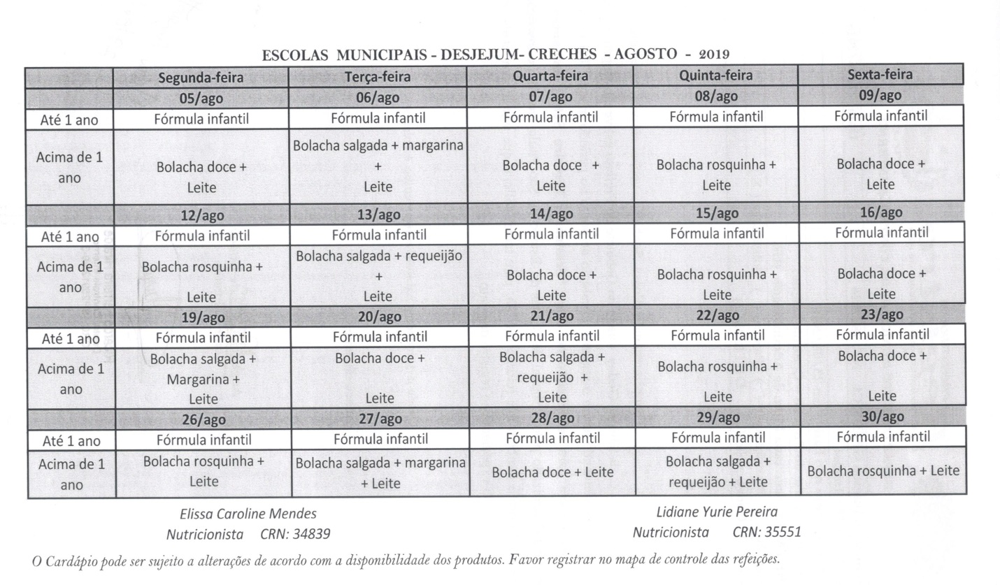 ESCOLAS MUNICIPAIS - DESJEJUM- CRECHES - AGOSTO - 2019
Segunda-feira Terça-feira Quarta-feira Quinta-feira Sexta-feira
05/ago 06/ago 07/ago 08/ago 09/ago
Até 1 ano Fórmula infantil Fórmula infantil Fórmula infantil Fórmula infantil Fórmula infantil
Acima de 1
ano
Bolacha doce +
Leite
Bolacha salgada + margarina
+
Leite
Bolacha doce +
Leite
Bolacha rosquinha +
Leite
Bolacha doce +
Leite
12/ago 13/ago 14/ago 15/ago 16/ago
Até 1 ano Fórmula infantil Fórmula infantil Fórmula infantil Fórmula infantil Fórmula infantil
Acima de 1
ano
Bolacha rosquinha +
Leite
Bolacha salgada + requeijão
+
Leite
Bolacha doce +
Leite
Bolacha rosquinha +
Leite
Bolacha doce +
Leite
19/ago 20/ago 21/ago 22/ago 23/ago
Até 1 ano Fórmula infantil Fórmula infantil Fórmula infantil Fórmula infantil Fórmula infantil
Acima de 1
ano
Bolacha salgada +
Margarina +
Leite
Bolacha doce +
Leite
Bolacha salgada +
requeijão +
Leite
Bolacha rosquinha +
Leite
Bolacha doce +
Leite
26/ago 27/ago 28/ago 29/ago 30/ago
Até 1 ano Fórmula infantil Fórmula infantil Fórmula infantil Fórmula infantil Fórmula infantil
Acima de 1
ano
Bolacha rosquinha +
Leite
Bolacha salgada + margarina
+ Leite
Bolacha doce + Leite
Bolacha salgada +
requeijão + Leite
Bolacha rosquinha + Leite
Elissa Caroline Mendes
Nutricionista CRN: 34839
Lidiane Yurie Pereira
Nutricionista CRN: 35551
O Cardápio pode ser sujeito a alterações de acordo com a disponibilidade dos produtos. Favor registrar no mapa de controle das refeições.